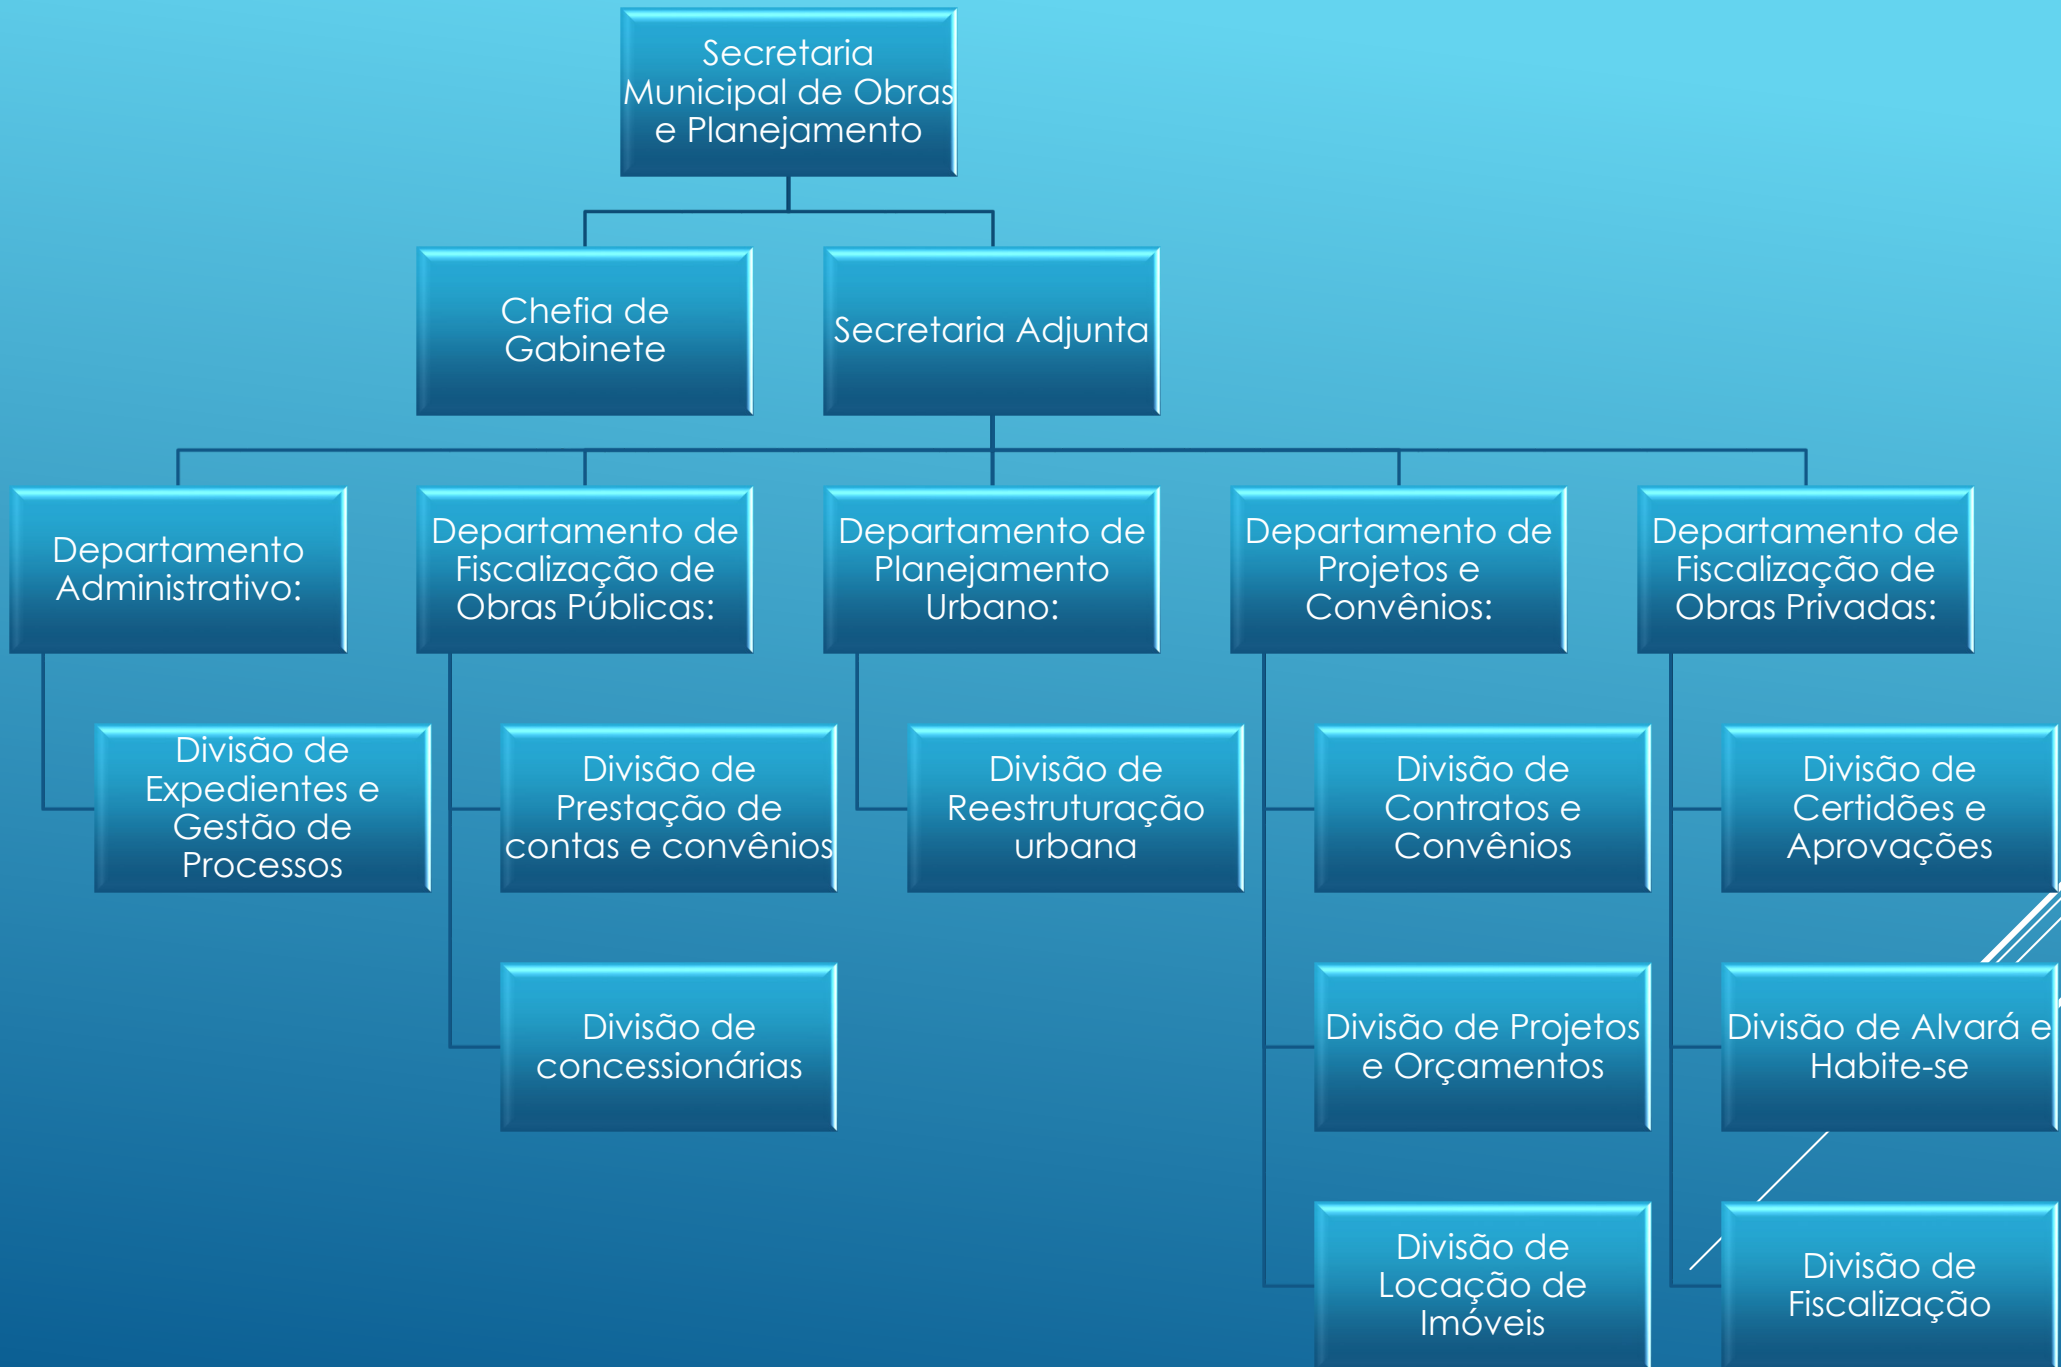 Secretaria
Municipal de Obras
e Planejamento
Chefia de
Gabinete
Secretaria Adjunta
Departamento
Administrativo:
Departamento de
Fiscalização de
Obras Públicas:
Departamento de
Planejamento
Urbano:
Departamento de
Projetos e
Convênios:
Departamento de
Fiscalização de
Obras Privadas:
Divisão de
Expedientes e
Gestão de
Processos
Divisão de
Prestação de
contas e convênios
Divisão de
Reestruturação
urbana
Divisão de
Contratos e
Convênios
Divisão de
Certidões e
Aprovações
Divisão de
concessionárias
Divisão de Projetos
e Orçamentos
Divisão de Alvará e
Habite-se
Divisão de
Locação de
Imóveis
Divisão de
Fiscalização